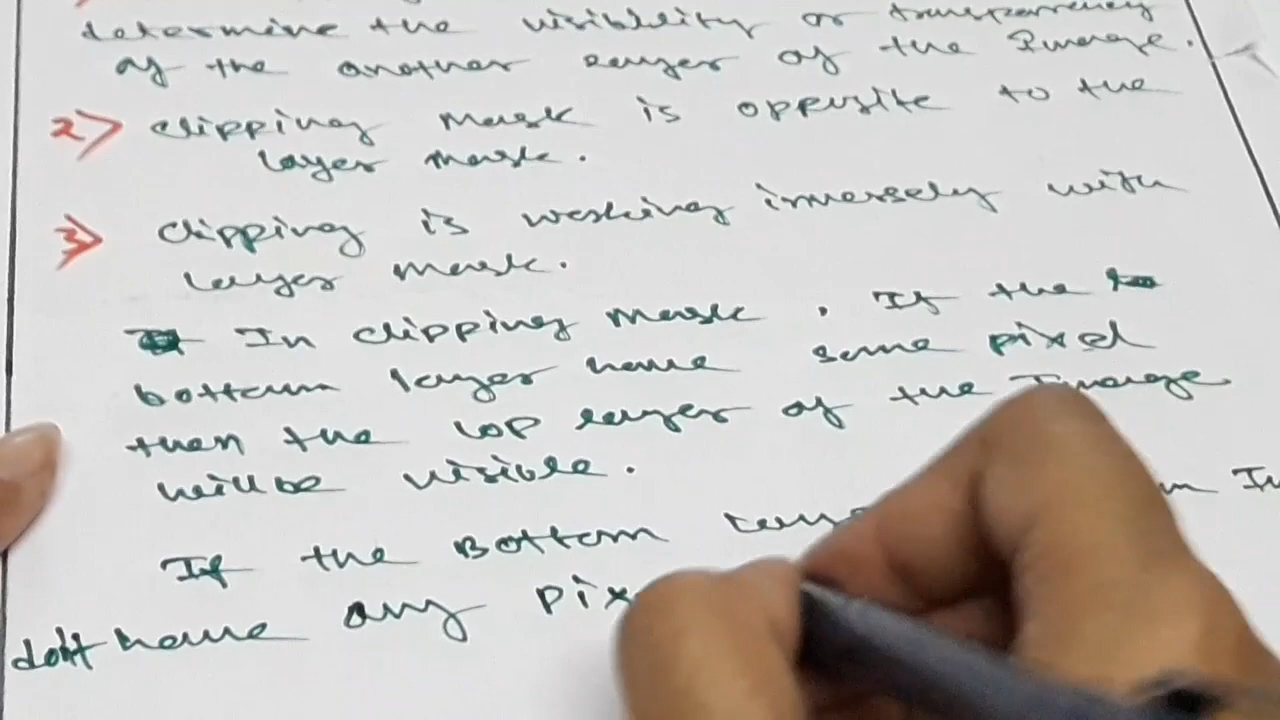 determine the visiblility or transparency
of the another layer of the Image.
2> clipping mask is opposite to the
layer mask.
3> clipping is working inversely with
layer mask.
In clipping mask. If the
bottom layer have some pixel
then the top layer of the Image
will be visible.
If the Bottom
don't have any pix